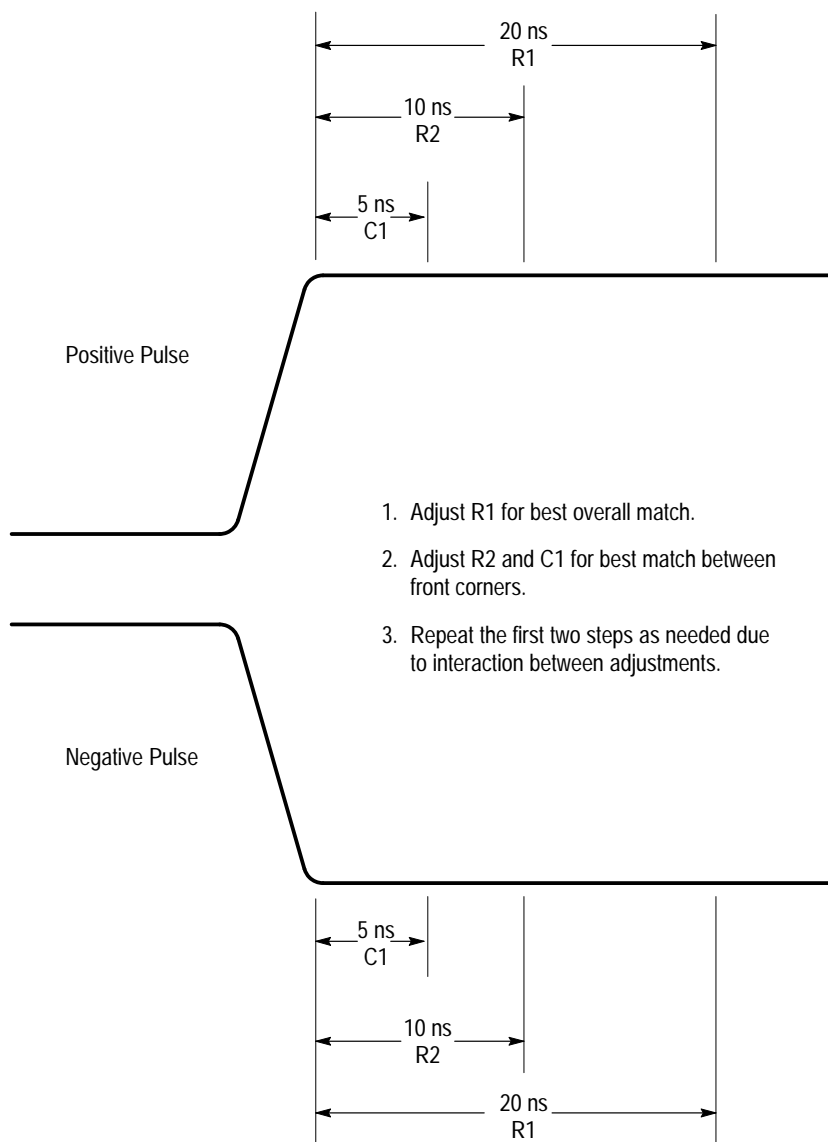 20 ns
R1
10 ns
R2
5 ns
C1
Positive Pulse
1. Adjust R1 for best overall match.
2. Adjust R2 and C1 for best match between
front corners.
3. Repeat the first two steps as needed due
to interaction between adjustments.
Negative Pulse
5 ns
C1
10 ns
R2
20 ns
R1